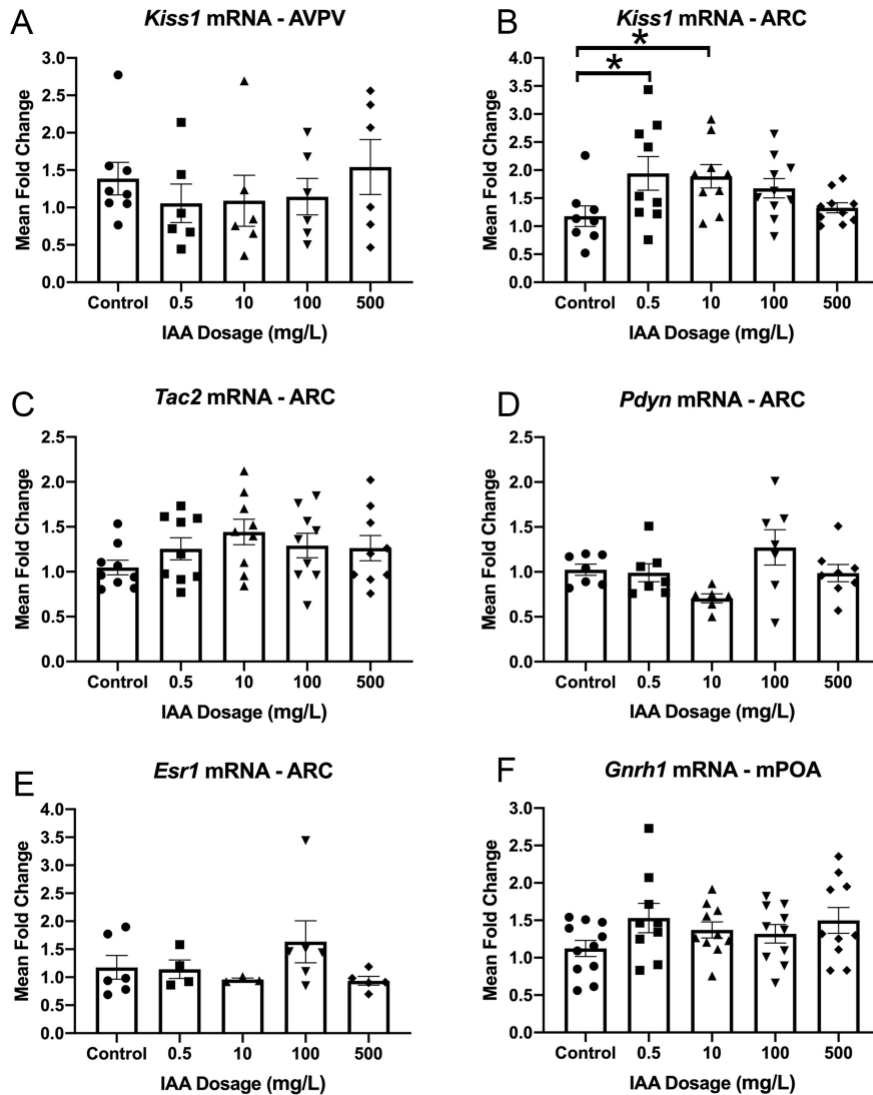 A
Kiss1 mRNA - AVPV
Mean Fold Change
3.0
2.5
2.0
1.5
1.0
0.5
0.0
Control 0.5 10 100 500
IAA Dosage (mg/L)
B
Kiss1 mRNA - ARC
Mean Fold Change
4.0
3.5
3.0
2.5
2.0
1.5
1.0
0.5
0.0
*
*
Control 0.5 10 100 500
IAA Dosage (mg/L)
C
Tac2 mRNA - ARC
Mean Fold Change
2.5
2.0
1.5
1.0
0.5
0.0
Control 0.5 10 100 500
IAA Dosage (mg/L)
D
Pdyn mRNA - ARC
Mean Fold Change
2.5
2.0
1.5
1.0
0.5
0.0
Control 0.5 10 100 500
IAA Dosage (mg/L)
E
Esr1 mRNA - ARC
Mean Fold Change
4.0
3.5
3.0
2.5
2.0
1.5
1.0
0.5
0.0
Control 0.5 10 100 500
IAA Dosage (mg/L)
F
Gnrh1 mRNA - mPOA
Mean Fold Change
3.0
2.5
2.0
1.5
1.0
0.5
0.0
Control 0.5 10 100 500
IAA Dosage (mg/L)